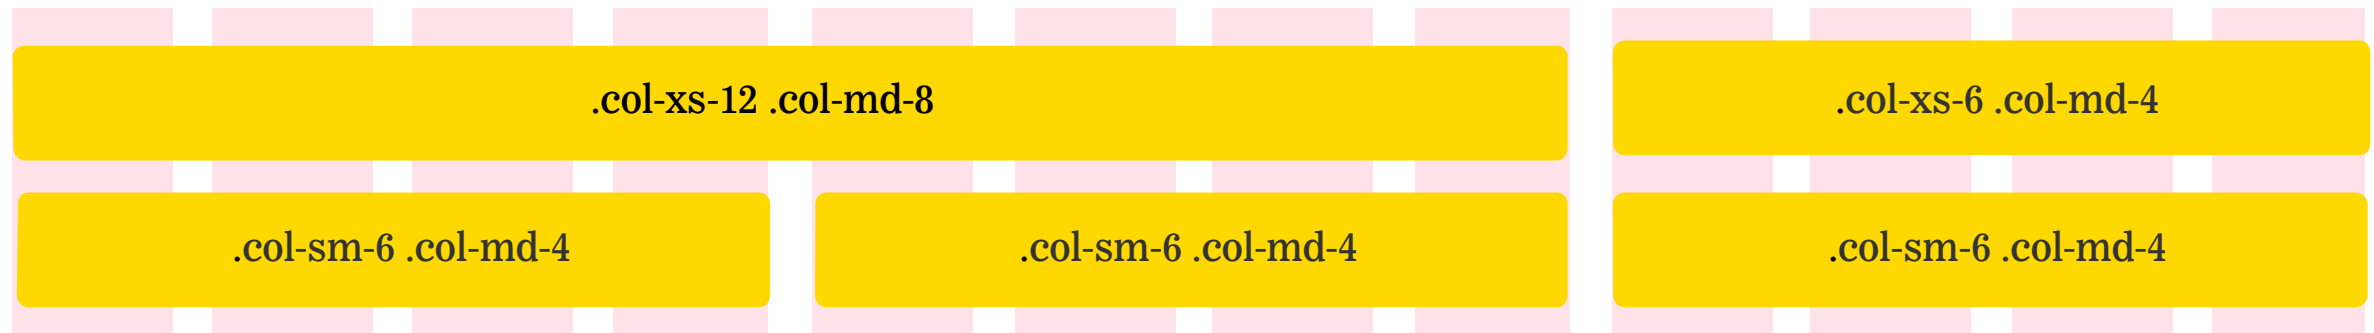 .col-xs-12 .col-md-8
.col-xs-6 .col-md-4
.col-sm-6 .col-md-4
.col-sm-6 .col-md-4
.col-sm-6 .col-md-4